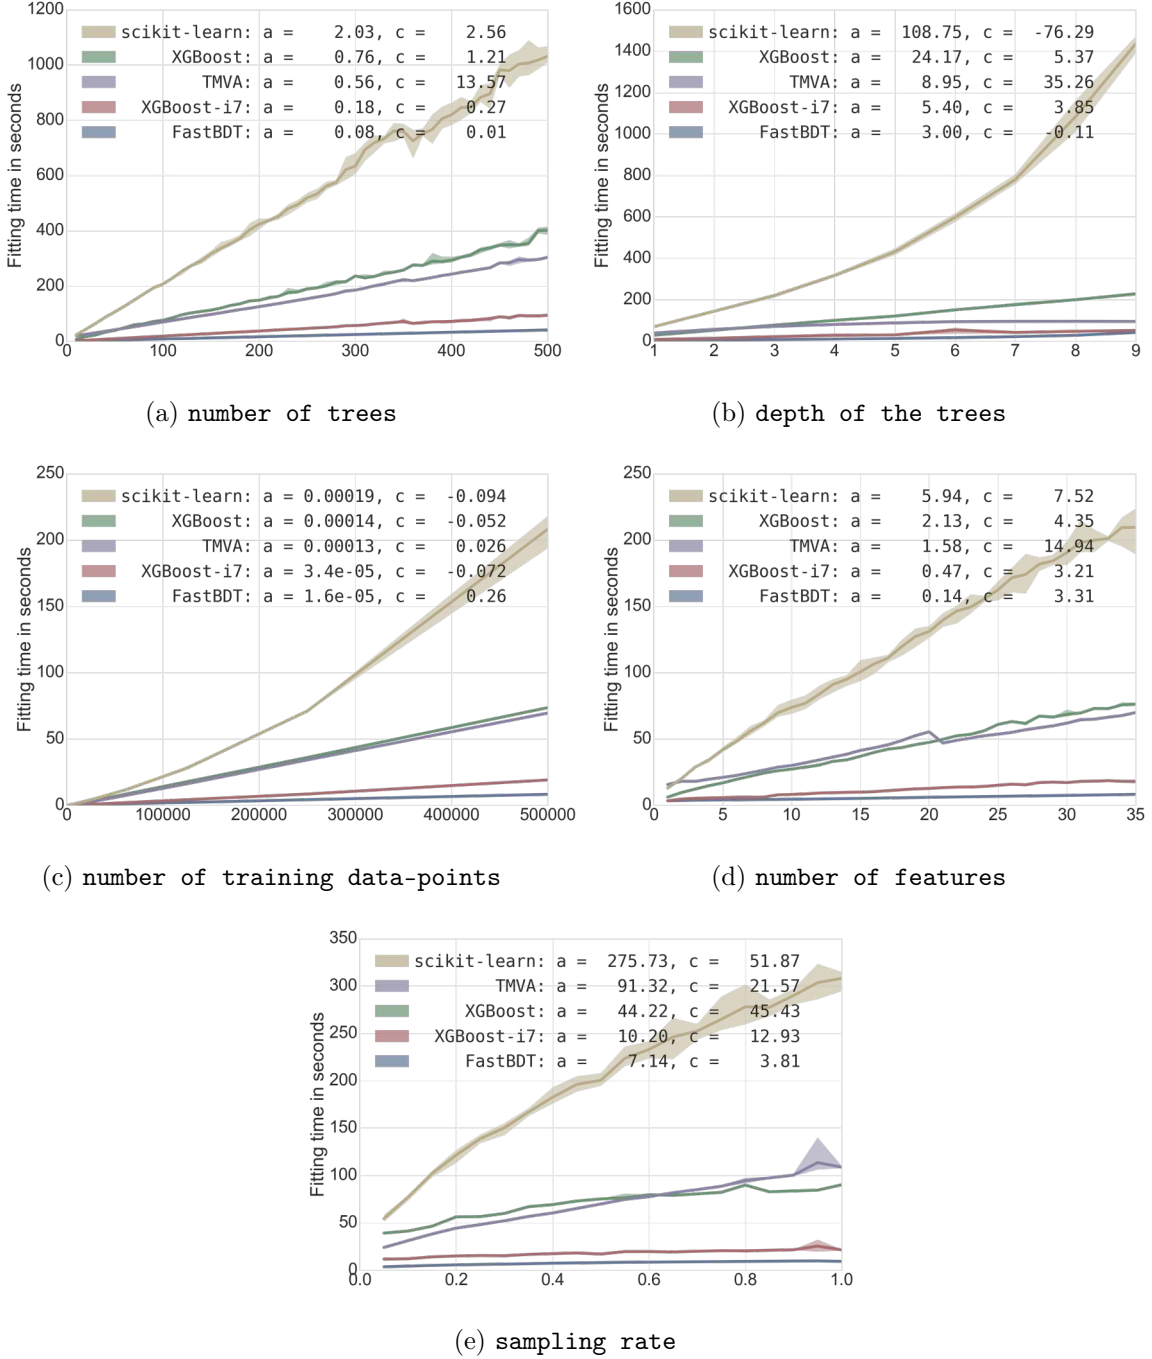 1200
1000
800
600
400
200
0
Fitting time in seconds
scikit-learn: a = 2.03, c = 2.56
XGBoost: a = 0.76, c = 1.21
TMVA: a = 0.56, c = 13.57
XGBoost-i7: a = 0.18, c = 0.27
FastBDT: a = 0.08, c = 0.01
0 100 200 300 400 500
(a) number of trees
1600
1400
1200
1000
800
600
400
200
0
Fitting time in seconds
scikit-learn: a = 108.75, c = -76.29
XGBoost: a = 24.17, c = 5.37
TMVA: a = 8.95, c = 35.26
XGBoost-i7: a = 5.40, c = 3.85
FastBDT: a = 3.00, c = -0.11
1 2 3 4 5 6 7 8 9
(b) depth of the trees
250
200
150
100
50
0
Fitting time in seconds
scikit-learn: a = 0.00019, c = -0.094
XGBoost: a = 0.00014, c = -0.052
TMVA: a = 0.00013, c = 0.026
XGBoost-i7: a = 3.4e-05, c = -0.072
FastBDT: a = 1.6e-05, c = 0.26
0 100000 200000 300000 400000 500000
(c) number of training data-points
250
200
150
100
50
0
Fitting time in seconds
scikit-learn: a = 5.94, c = 7.52
XGBoost: a = 2.13, c = 4.35
TMVA: a = 1.58, c = 14.94
XGBoost-i7: a = 0.47, c = 3.21
FastBDT: a = 0.14, c = 3.31
0 5 10 15 20 25 30 35
(d) number of features
350
300
250
200
150
100
50
0
Fitting time in seconds
scikit-learn: a = 275.73, c = 51.87
TMVA: a = 91.32, c = 21.57
XGBoost: a = 44.22, c = 45.43
XGBoost-i7: a = 10.20, c = 12.93
FastBDT: a = 7.14, c = 3.81
0.0 0.2 0.4 0.6 0.8 1.0
(e) sampling rate